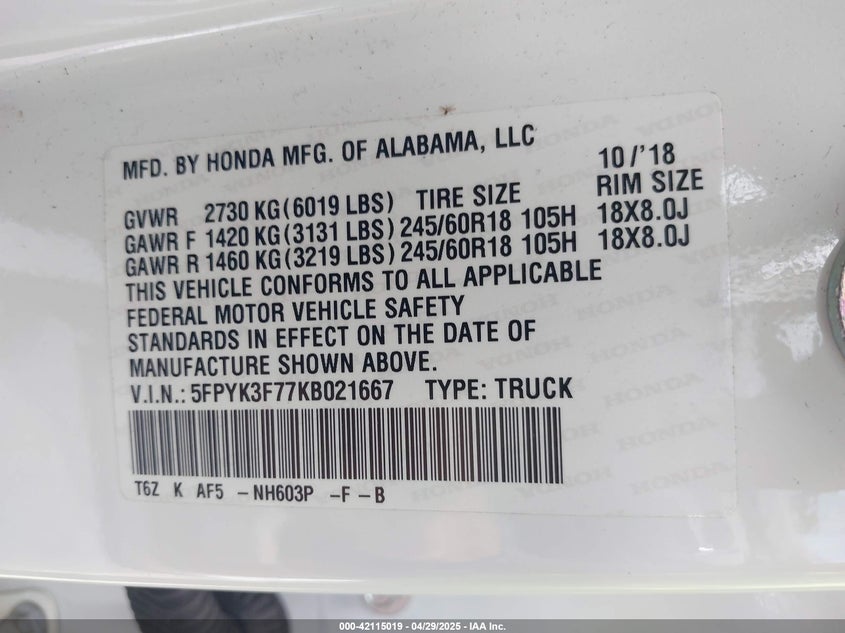 MFD. BY HONDA MFG. OF ALABAMA, LLC 10/'18
GVWR 2730 KG(6019 LBS) TIRE SIZE RIM SIZE
GAWR F 1420 KG(3131 LBS) 245/60R18 105H 18X8.0J
GAWR R 1460 KG(3219 LBS) 245/60R18 105H 18X8.0J
THIS VEHICLE CONFORMS TO ALL APPLICABLE
FEDERAL MOTOR VEHICLE SAFETY
STANDARDS IN EFFECT ON THE DATE OF
MANUFACTURE SHOWN ABOVE.
V.I.N.: 5FPYK3F77KB021667 TYPE: TRUCK
T6Z K AF5 -NH603P -F-B
000-42115019 - 04/29/2025 - IAA Inc.